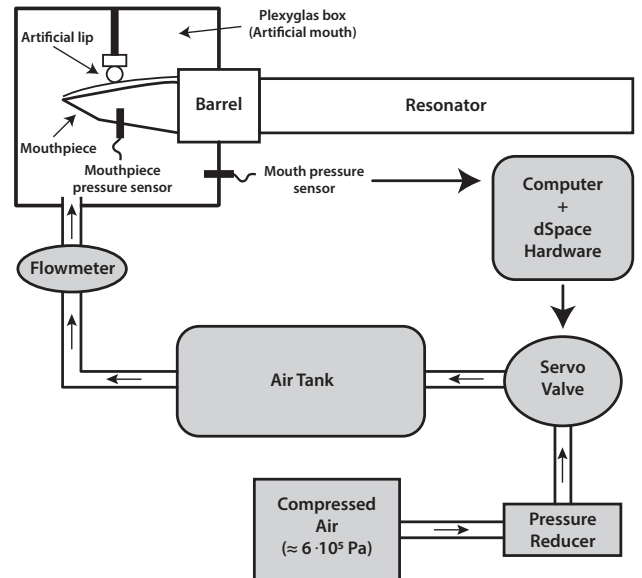 Plexyglas box
(Artificial mouth)
Artificial lip
Barrel
Resonator
Mouthpiece
Mouthpiece
pressure sensor
Mouth pressure
sensor
Computer
+
dSpace
Hardware
Flowmeter
Air Tank
Servo
Valve
Compressed
Air
(≈ 6 ·10⁵ Pa)
Pressure
Reducer